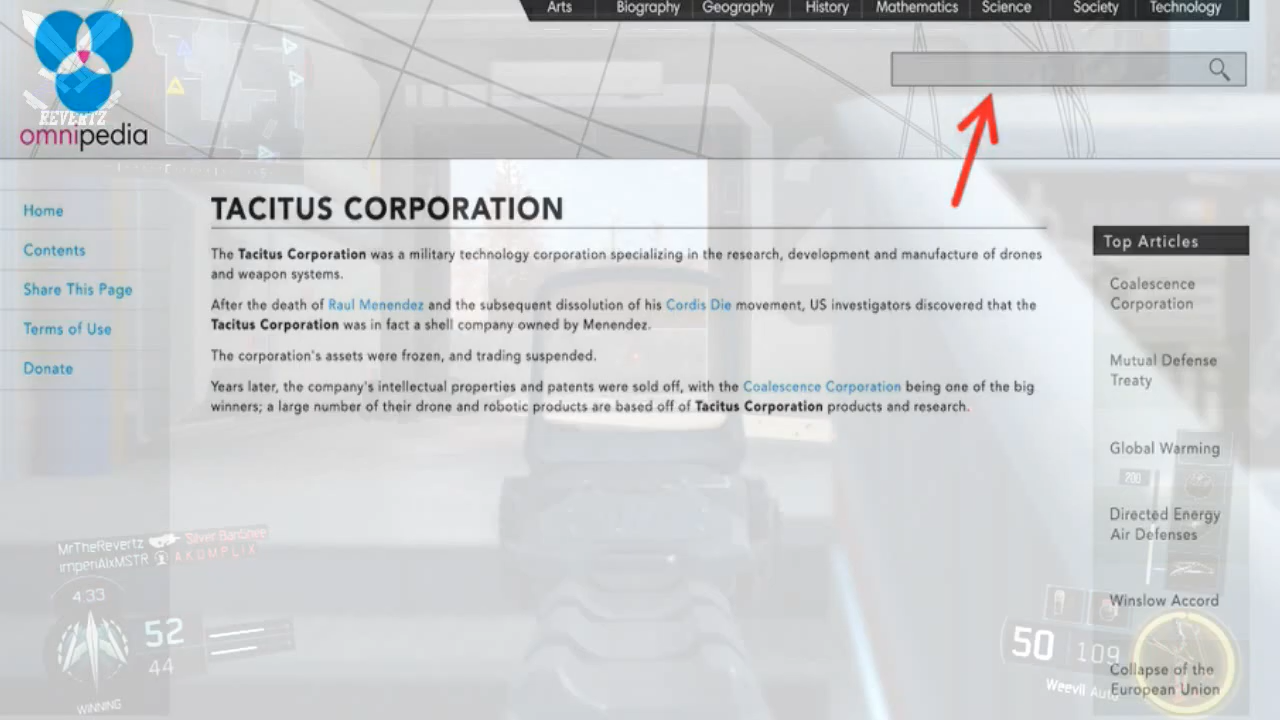 Arts Biography Geography History Mathematics Science Society Technology
REVERTZ
omnipedia
Home
Contents
Share This Page
Terms of Use
Donate
TACITUS CORPORATION
The Tacitus Corporation was a military technology corporation specializing in the research, development and manufacture of drones
and weapon systems.
After the death of Raul Menendez and the subsequent dissolution of his Cordis Die movement, US investigators discovered that the
Tacitus Corporation was in fact a shell company owned by Menendez.
The corporation's assets were frozen, and trading suspended.
Years later, the company's intellectual properties and patents were sold off, with the Coalescence Corporation being one of the big
winners; a large number of their drone and robotic products are based off of Tacitus Corporation products and research.
Top Articles
Coalescence
Corporation
Mutual Defense
Treaty
Global Warming
200
Directed Energy
Air Defenses
Winslow Accord
Collapse of the
European Union
MrTheRevertz Silver Bardinee
imperiAlxMSTR AKUMPLIK
4:33
52
44
WINNING
50 109
Weevil Auto